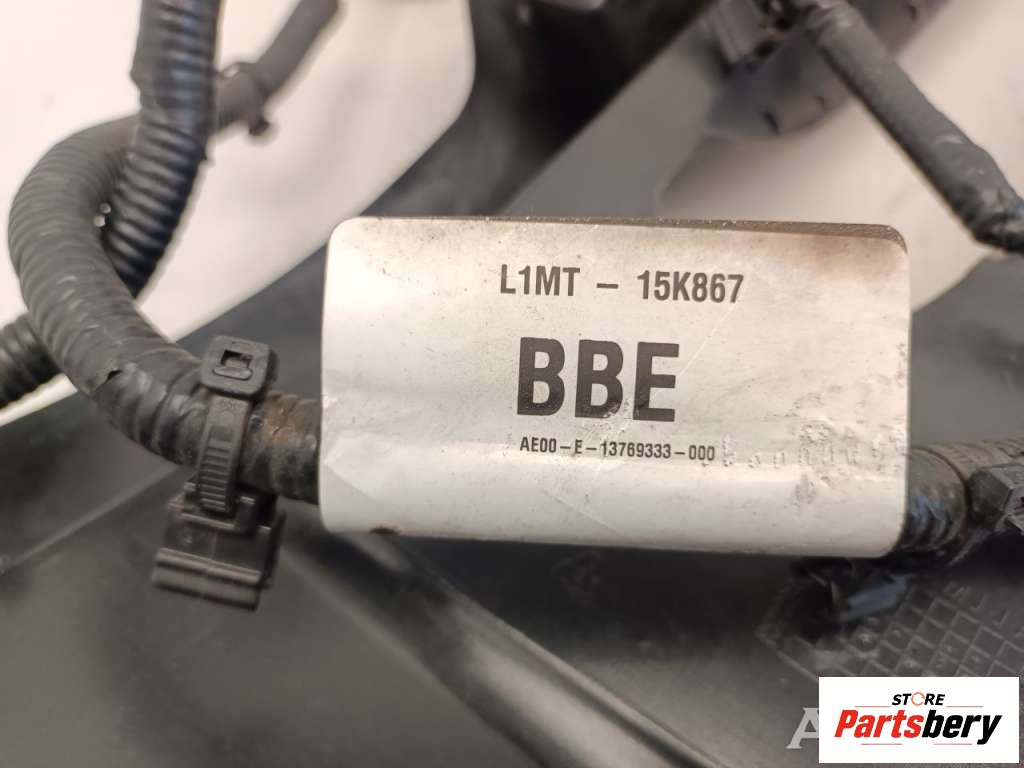 L1MT – 15K867
BBE
AE00-E-13769333-000
STORE
Partsbery